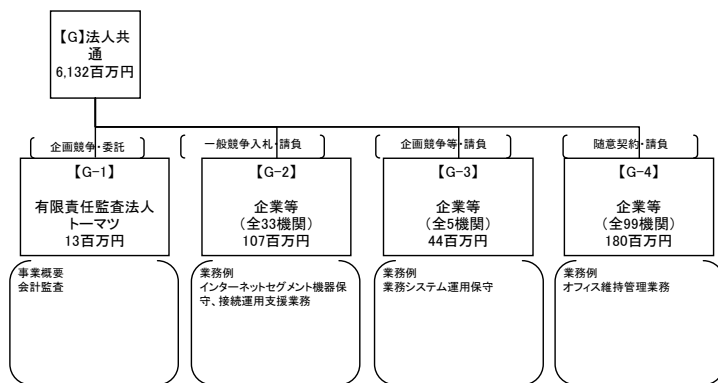 【G】法人共
通
6,132百万円
企画競争・委託
一般競争入札・請負
企画競争等・請負
随意契約・請負
【G-1】
有限責任監査法人
トーマツ
13百万円
【G-2】
企業等
(全33機関)
107百万円
【G-3】
企業等
(全5機関)
44百万円
【G-4】
企業等
(全99機関)
180百万円
事業概要
会計監査
業務例
インターネットセグメント機器保
守、接続運用支援業務
業務例
業務システム運用保守
業務例
オフィス維持管理業務